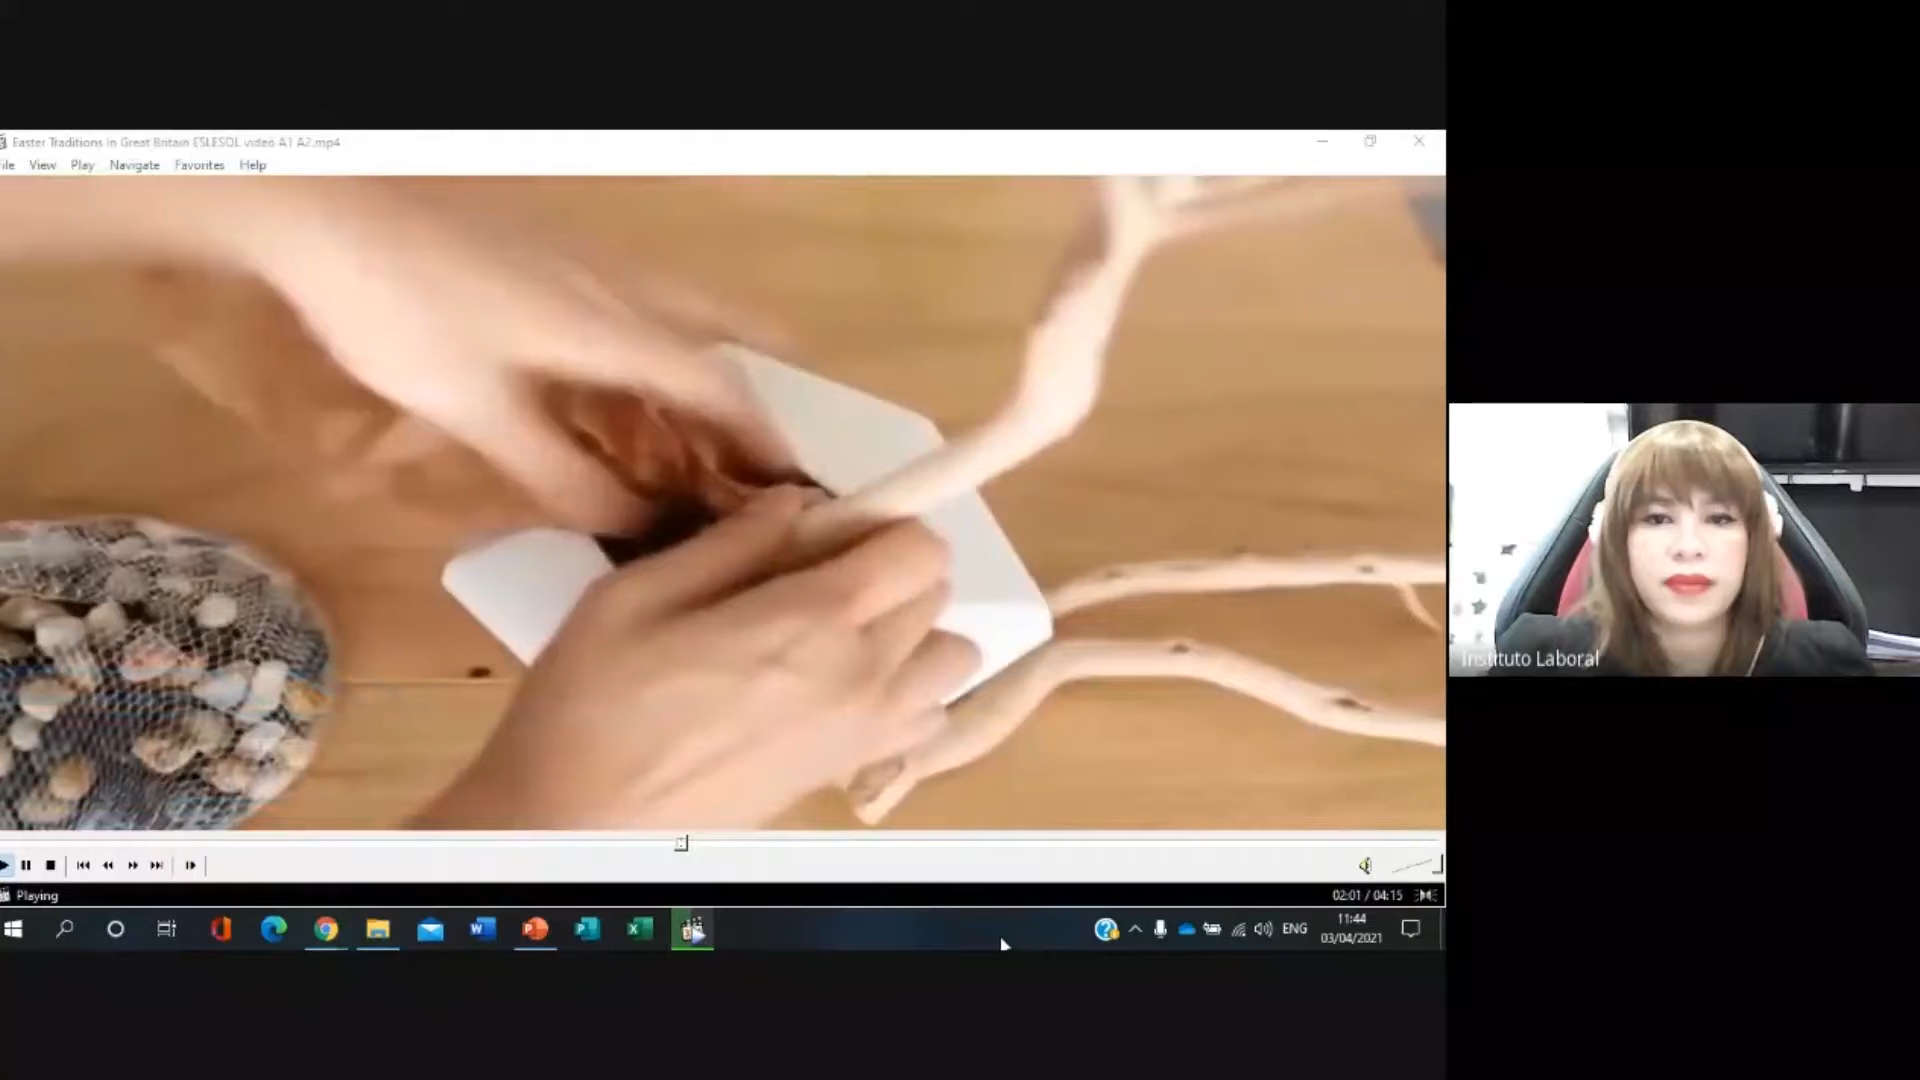 Easter Traditions in Great Britain ESLESOL video A1 A2.mp4
ile View Play Navigate Favorites Help
Instituto Laboral
Playing
02:01 / 04:15
ENG
11:44
03/04/2021